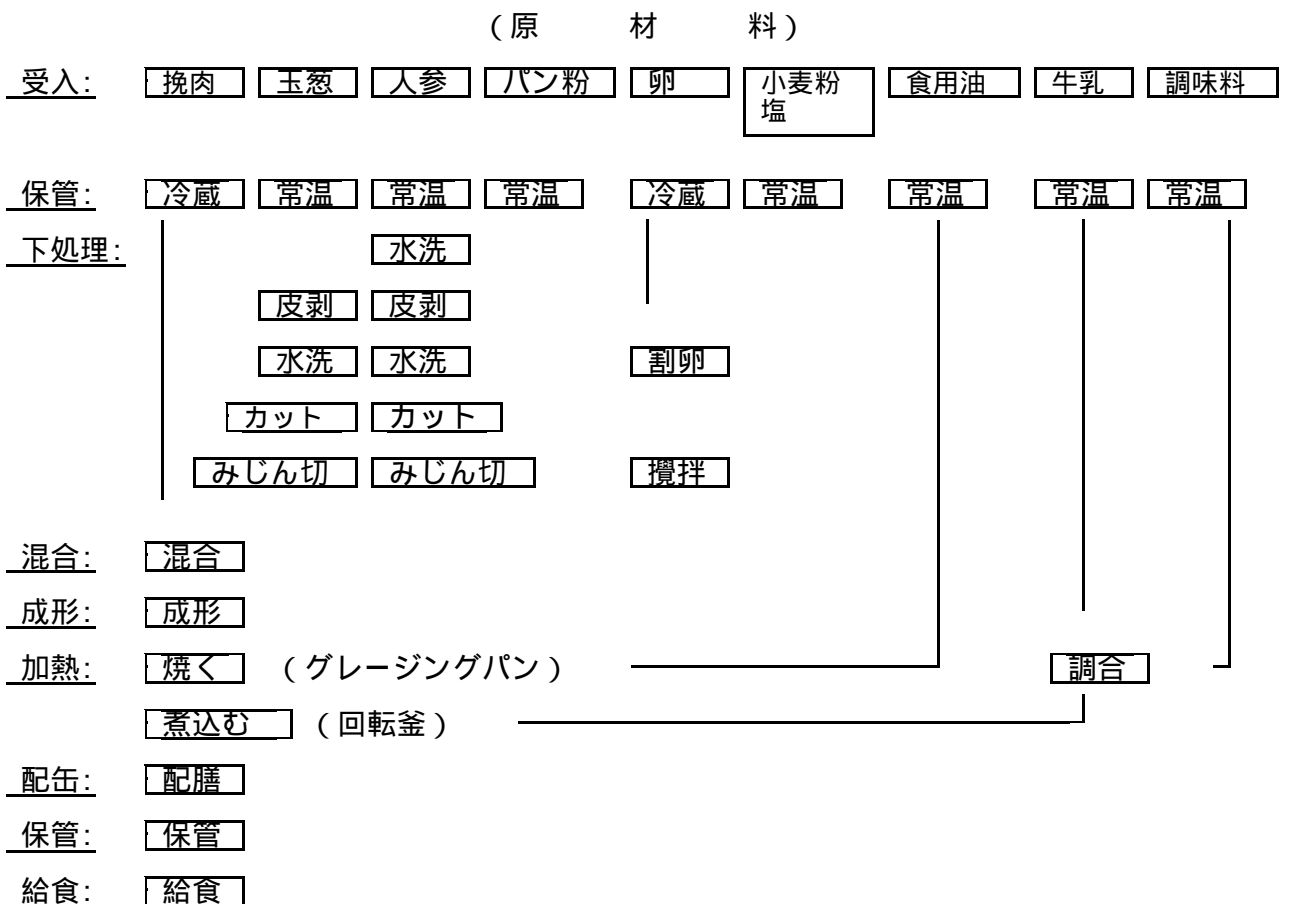 (原 材 料)
受入: 挽肉 玉葱 人参 パン粉 卵 小麦粉 食用油 牛乳 調味料
塩
保管: 冷蔵 常温 常温 常温 冷蔵 常温 常温 常温 常温
下処理: 水洗
皮剥 皮剥
水洗 水洗 割卵
カット カット
みじん切 みじん切 攪拌
混合: 混合
成形: 成形
加熱: 焼く (グレージングパン) 調合
煮込む (回転釜)
配缶: 配膳
保管: 保管
給食: 給食